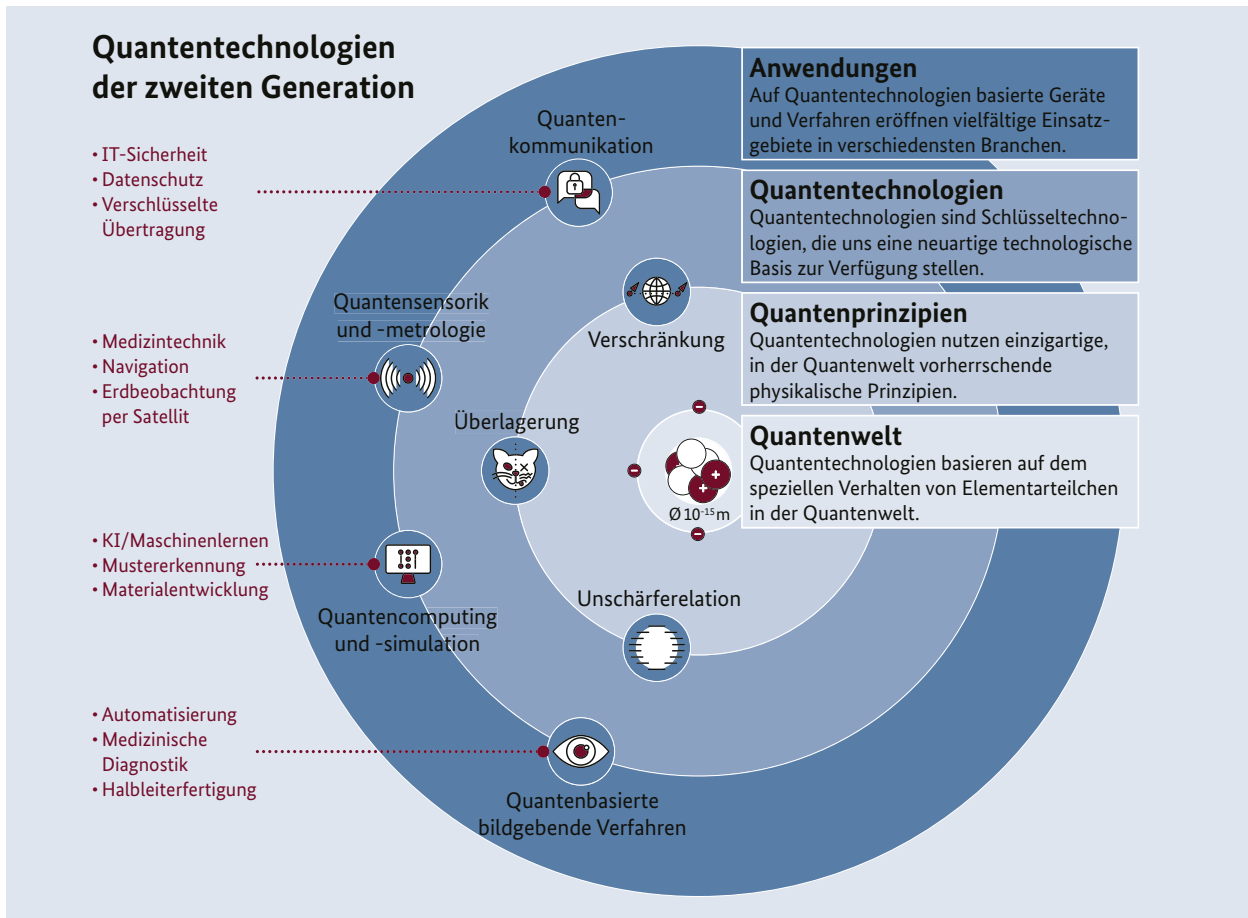 Quantentechnologien
der zweiten Generation
• IT-Sicherheit
• Datenschutz
• Verschlüsselte
Übertragung
• Medizintechnik
• Navigation
• Erdbeobachtung
per Satellit
• KI/Maschinenlernen
• Mustererkennung
• Materialentwicklung
• Automatisierung
• Medizinische
Diagnostik
• Halbleiterfertigung
Quanten-
kommunikation
Quantensensorik
und -metrologie
Quantencomputing
und -simulation
Quantenbasierte
bildgebende Verfahren
Verschränkung
Überlagerung
Unschärferelation
Ø 10⁻¹⁵ m
Anwendungen
Auf Quantentechnologien basierte Geräte
und Verfahren eröffnen vielfältige Einsatz-
gebiete in verschiedensten Branchen.
Quantentechnologien
Quantentechnologien sind Schlüsseltechno-
logien, die uns eine neuartige technologische
Basis zur Verfügung stellen.
Quantenprinzipien
Quantentechnologien nutzen einzigartige,
in der Quantenwelt vorherrschende
physikalische Prinzipien.
Quantenwelt
Quantentechnologien basieren auf dem
speziellen Verhalten von Elementarteilchen
in der Quantenwelt.